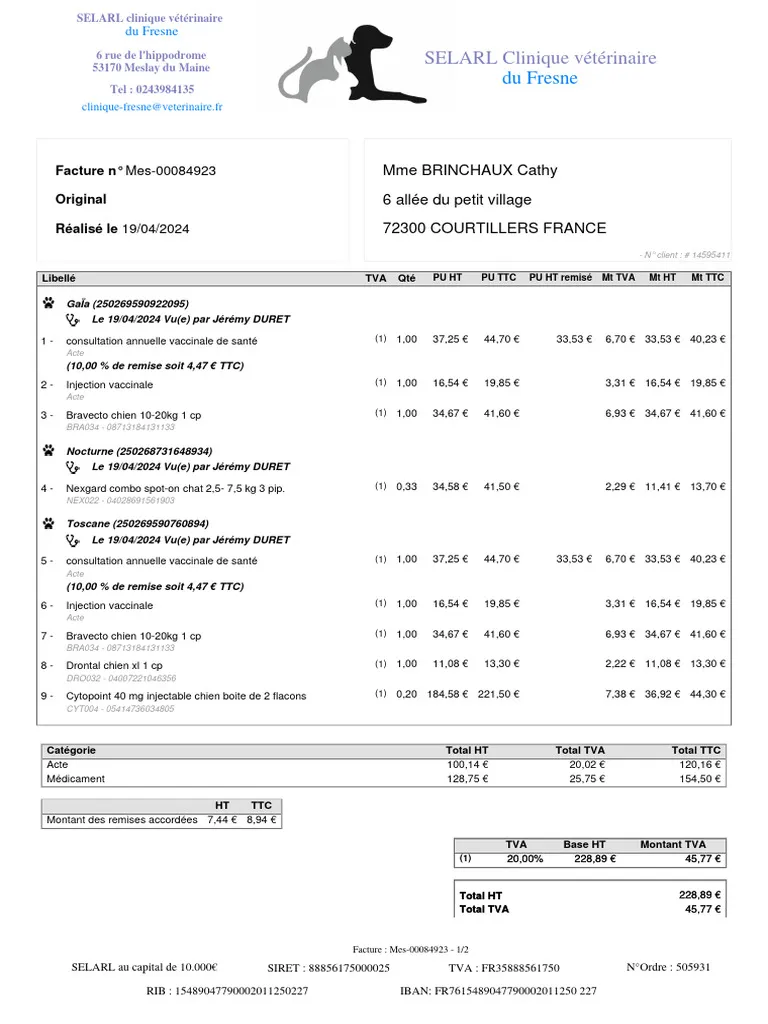 SELARL clinique vétérinaire
du Fresne
6 rue de l'hippodrome
53170 Meslay du Maine
Tel : 0243984135
clinique-fresne@veterinaire.fr
SELARL Clinique vétérinaire
du Fresne
Facture n° Mes-00084923
Original
Réalisé le 19/04/2024
Mme BRINCHAUX Cathy
6 allée du petit village
72300 COURTILLERS FRANCE
- N° client : # 14595411
Libellé TVA Qté PU HT PU TTC PU HT remisé Mt TVA Mt HT Mt TTC
Gaïa (250269590922095)
Le 19/04/2024 Vu(e) par Jérémy DURET
1 - consultation annuelle vaccinale de santé (1) 1,00 37,25 € 44,70 € 33,53 € 6,70 € 33,53 € 40,23 €
Acte
(10,00 % de remise soit 4,47 € TTC)
2 - Injection vaccinale (1) 1,00 16,54 € 19,85 € 3,31 € 16,54 € 19,85 €
Acte
3 - Bravecto chien 10-20kg 1 cp (1) 1,00 34,67 € 41,60 € 6,93 € 34,67 € 41,60 €
BRA034 - 08713184131133
Nocturne (250268731648934)
Le 19/04/2024 Vu(e) par Jérémy DURET
4 - Nexgard combo spot-on chat 2,5- 7,5 kg 3 pip. (1) 0,33 34,58 € 41,50 € 2,29 € 11,41 € 13,70 €
NEX022 - 04028691561903
Toscane (250269590760894)
Le 19/04/2024 Vu(e) par Jérémy DURET
5 - consultation annuelle vaccinale de santé (1) 1,00 37,25 € 44,70 € 33,53 € 6,70 € 33,53 € 40,23 €
Acte
(10,00 % de remise soit 4,47 € TTC)
6 - Injection vaccinale (1) 1,00 16,54 € 19,85 € 3,31 € 16,54 € 19,85 €
Acte
7 - Bravecto chien 10-20kg 1 cp (1) 1,00 34,67 € 41,60 € 6,93 € 34,67 € 41,60 €
BRA034 - 08713184131133
8 - Drontal chien xl 1 cp (1) 1,00 11,08 € 13,30 € 2,22 € 11,08 € 13,30 €
DRO032 - 04007221046356
9 - Cytopoint 40 mg injectable chien boite de 2 flacons (1) 0,20 184,58 € 221,50 € 7,38 € 36,92 € 44,30 €
CYT004 - 05414736034805
Catégorie Total HT Total TVA Total TTC
Acte 100,14 € 20,02 € 120,16 €
Médicament 128,75 € 25,75 € 154,50 €
HT TTC
Montant des remises accordées 7,44 € 8,94 €
TVA Base HT Montant TVA
(1) 20,00% 228,89 € 45,77 €
Total HT 228,89 €
Total TVA 45,77 €
Facture : Mes-00084923 - 1/2
SELARL au capital de 10.000€ SIRET : 88856175000025 TVA : FR35888561750 N°Ordre : 505931
RIB : 15489047790002011250227 IBAN: FR7615489047790002011250 227